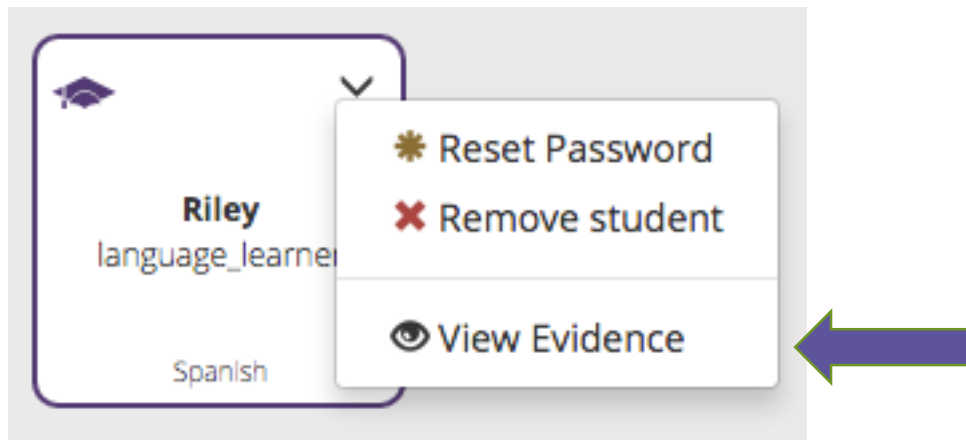 Riley
language_learner
Spanish
Reset Password
Remove student
View Evidence